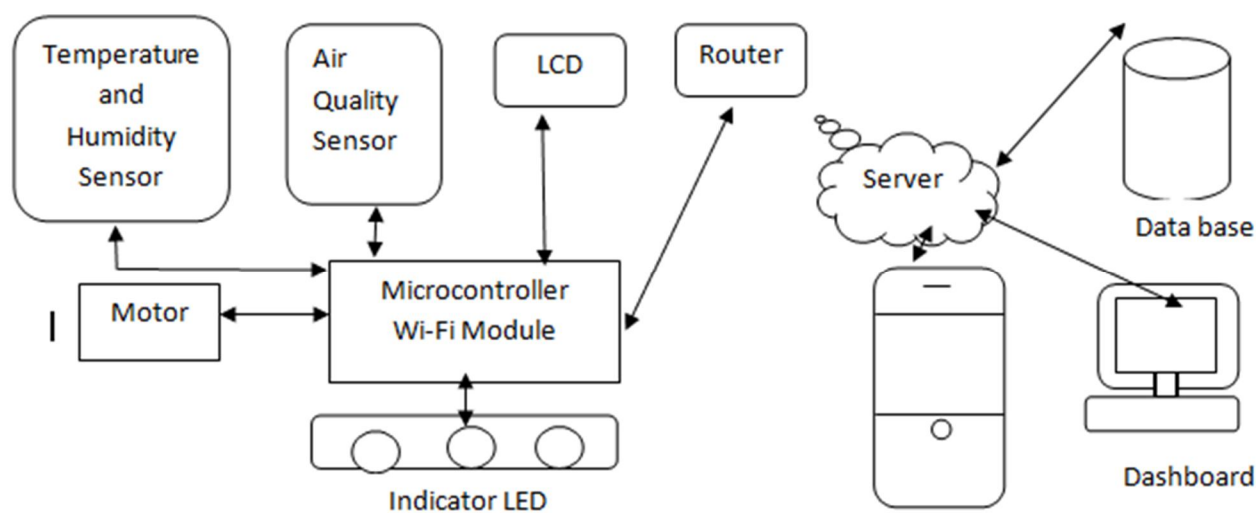 Temperature
and
Humidity
Sensor
Air
Quality
Sensor
LCD
Router
Server
Data base
Motor
Microcontroller
Wi-Fi Module
Indicator LED
Dashboard